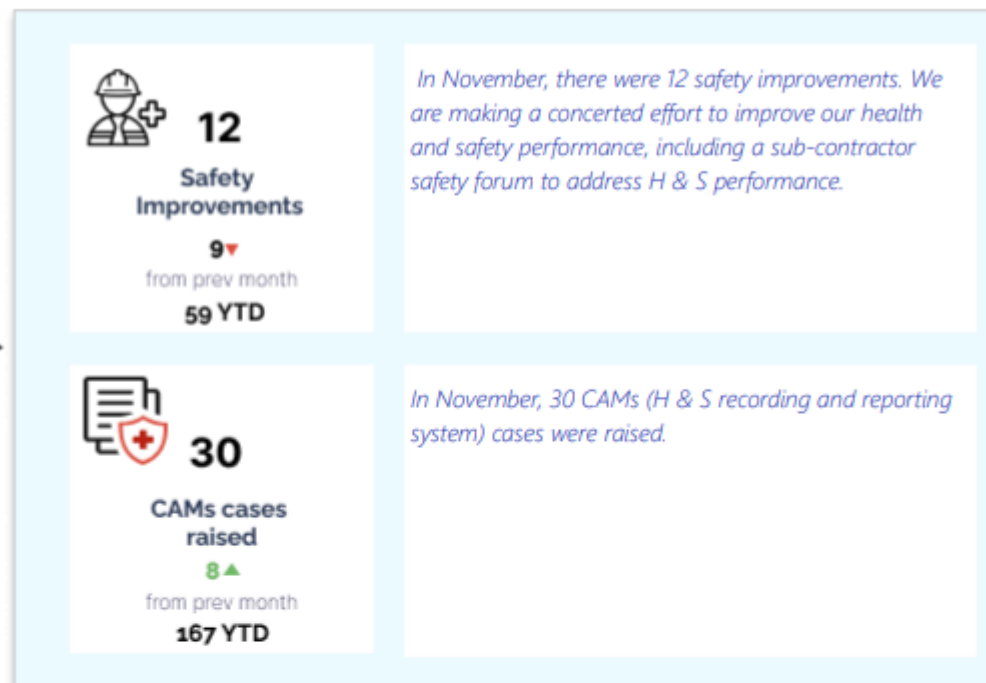 12
Safety
Improvements
9▼
from prev month
59 YTD
In November, there were 12 safety improvements. We
are making a concerted effort to improve our health
and safety performance, including a sub-contractor
safety forum to address H & S performance.
30
CAMs cases
raised
8▲
from prev month
167 YTD
In November, 30 CAMs (H & S recording and reporting
system) cases were raised.